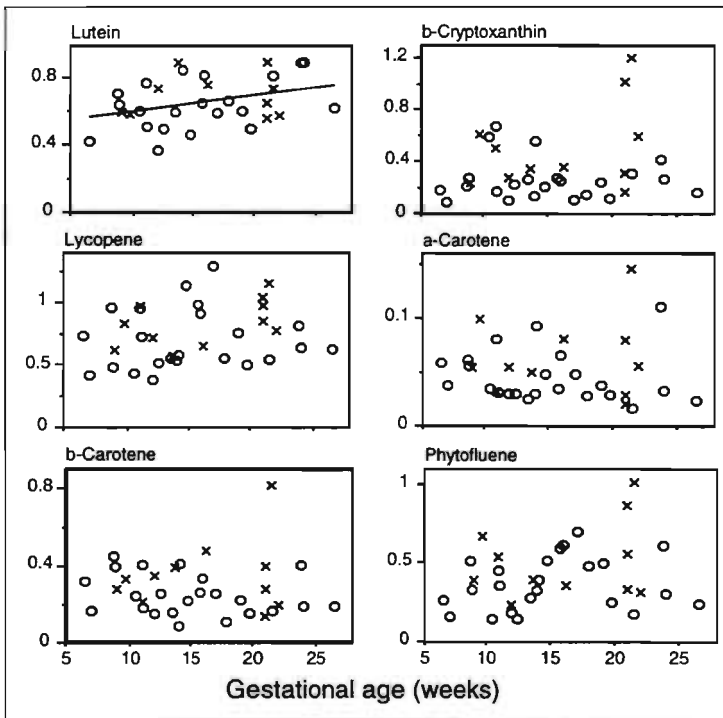 Lutein
0.8
0.4
0
b-Cryptoxanthin
1.2
0.8
0.4
0
Lycopene
1
0.5
0
a-Carotene
0.1
0
b-Carotene
0.8
0.4
0
5 10 15 20 25
Phytofluene
1
0.5
0
5 10 15 20 25
Gestational age (weeks)